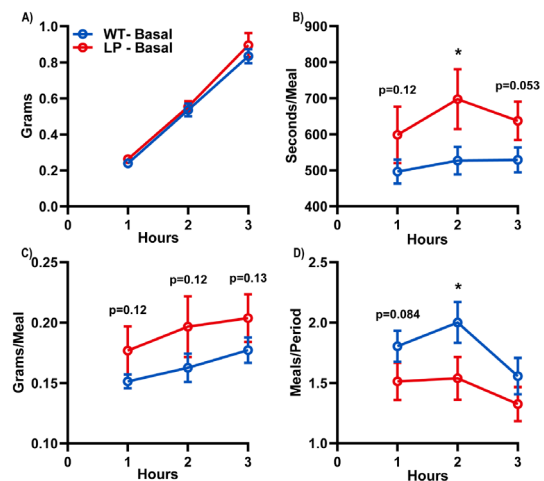 A)
WT- Basal
LP - Basal
Grams
1.0
0.8
0.6
0.4
0.2
0.0
0 1 2 3
Hours
B)
Seconds/Meal
900
800
700
600
500
400
p=0.12
*
p=0.053
0 1 2 3
Hours
C)
Grams/Meal
0.25
0.20
0.15
0.10
p=0.12
p=0.12
p=0.13
0 1 2 3
Hours
D)
Meals/Period
2.5
2.0
1.5
1.0
p=0.084
*
0 1 2 3
Hours